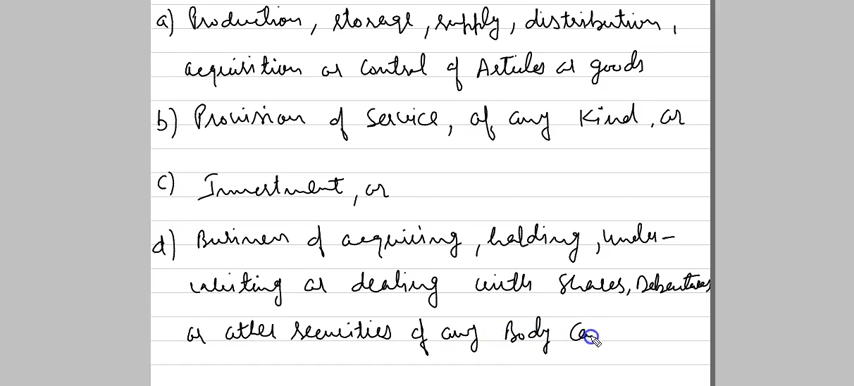 a) Production, storage, supply, distribution,
acquisition or control of Articles or goods
b) Provision of Service, of any Kind, or
c) Investment, or
d) Business of acquiring, holding, under-
writing or dealing with Shares, Debentures
or other securities of any Body Co